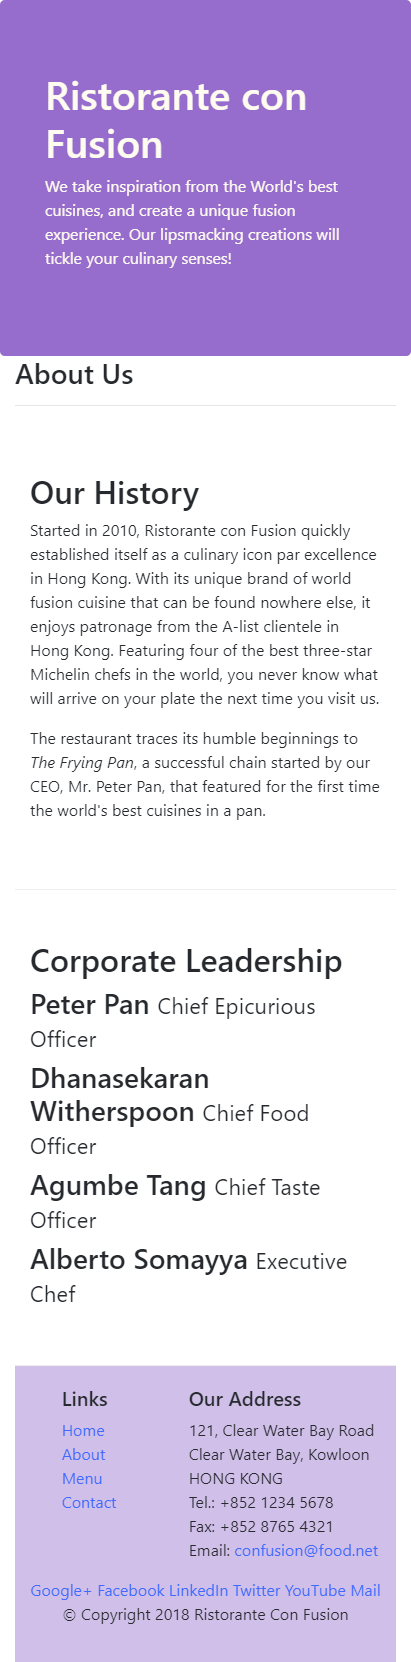 Ristorante con
Fusion
We take inspiration from the World's best
cuisines, and create a unique fusion
experience. Our lipsmacking creations will
tickle your culinary senses!
About Us
Our History
Started in 2010, Ristorante con Fusion quickly
established itself as a culinary icon par excellence
in Hong Kong. With its unique brand of world
fusion cuisine that can be found nowhere else, it
enjoys patronage from the A-list clientele in
Hong Kong. Featuring four of the best three-star
Michelin chefs in the world, you never know what
will arrive on your plate the next time you visit us.
The restaurant traces its humble beginnings to
The Frying Pan, a successful chain started by our
CEO, Mr. Peter Pan, that featured for the first time
the world's best cuisines in a pan.
Corporate Leadership
Peter Pan Chief Epicurious
Officer
Dhanasekaran
Witherspoon Chief Food
Officer
Agumbe Tang Chief Taste
Officer
Alberto Somayya Executive
Chef
Links
Home
About
Menu
Contact
Our Address
121, Clear Water Bay Road
Clear Water Bay, Kowloon
HONG KONG
Tel.: +852 1234 5678
Fax: +852 8765 4321
Email: confusion@food.net
Google+ Facebook LinkedIn Twitter YouTube Mail
© Copyright 2018 Ristorante Con Fusion